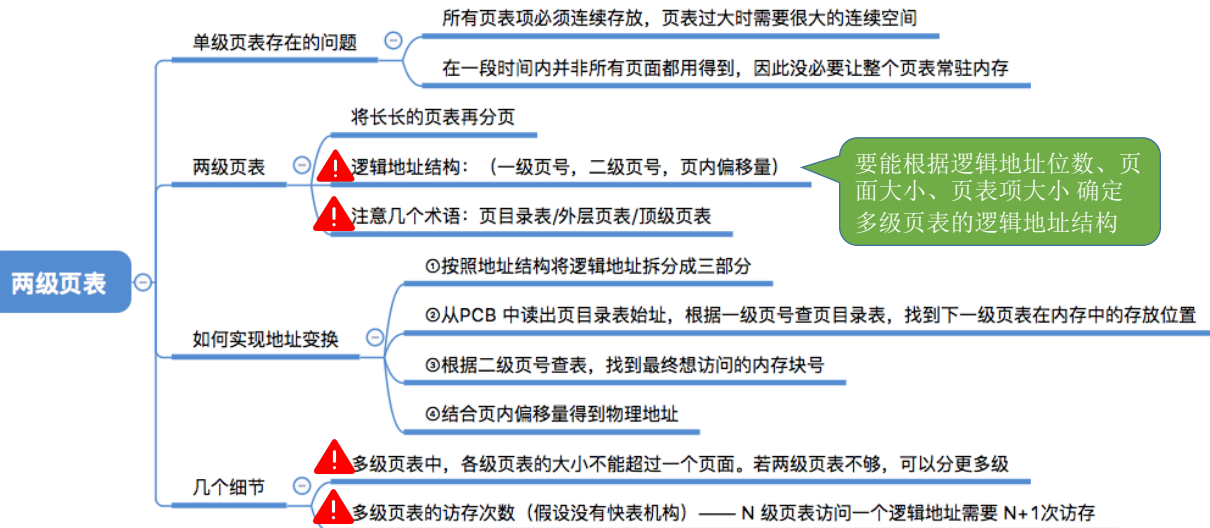 单级页表存在的问题
所有页表项必须连续存放，页表过大时需要很大的连续空间
在一段时间内并非所有页面都用得到，因此没必要让整个页表常驻内存
两级页表
将长长的页表再分页
逻辑地址结构：（一级页号，二级页号，页内偏移量）
注意几个术语：页目录表/外层页表/顶级页表
要能根据逻辑地址位数、页
面大小、页表项大小 确定
多级页表的逻辑地址结构
两级页表
如何实现地址变换
①按照地址结构将逻辑地址拆分成三部分
②从PCB 中读出页目录表始址，根据一级页号查页目录表，找到下一级页表在内存中的存放位置
③根据二级页号查表，找到最终想访问的内存块号
④结合页内偏移量得到物理地址
几个细节
多级页表中，各级页表的大小不能超过一个页面。若两级页表不够，可以分更多级
多级页表的访存次数（假设没有快表机构）—— N 级页表访问一个逻辑地址需要 N+1次访存